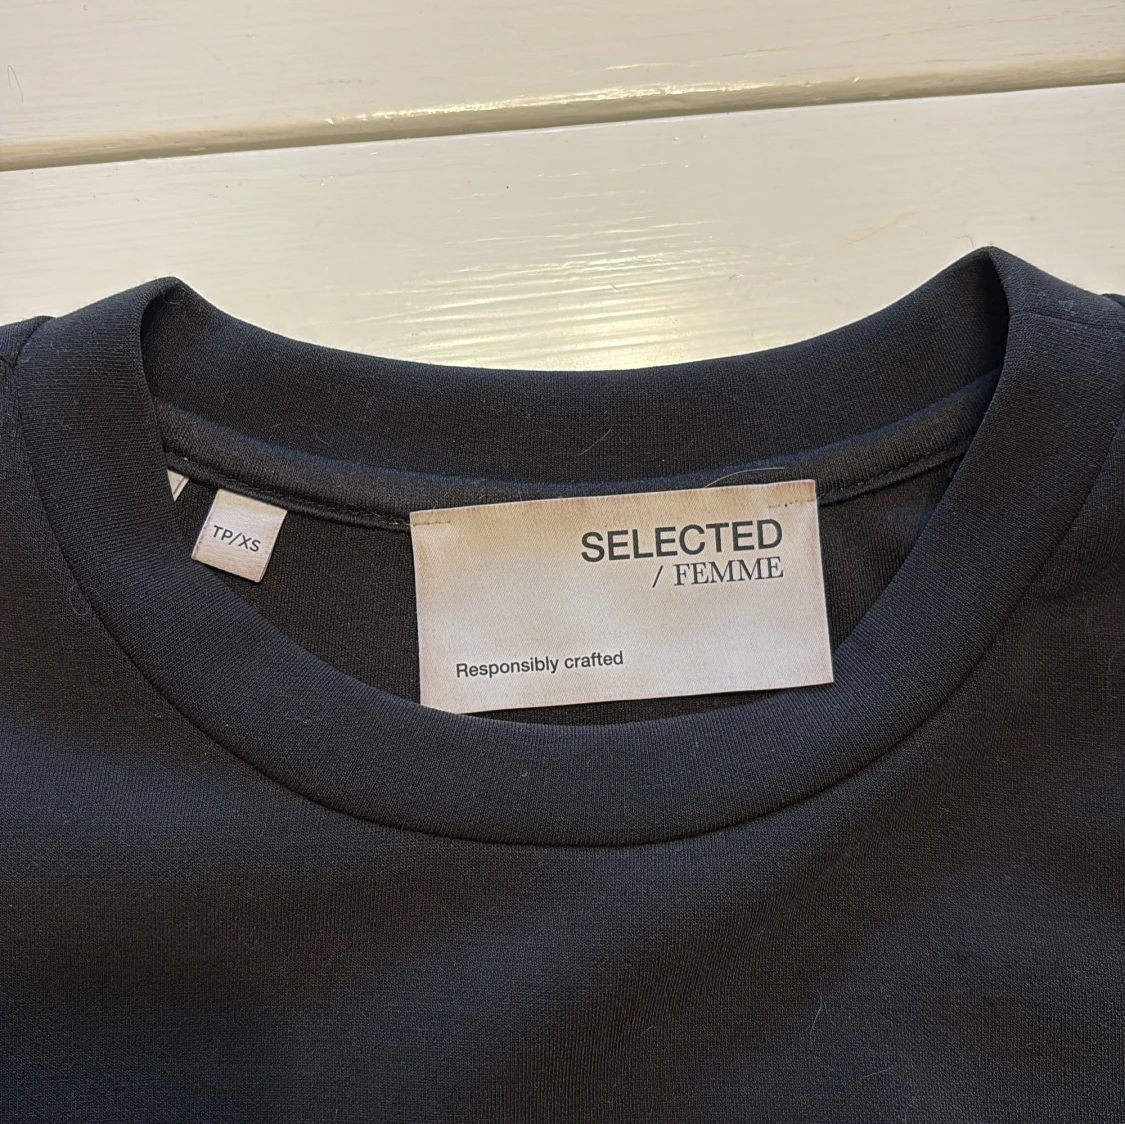 TP/XS
SELECTED
/ FEMME
Responsibly crafted